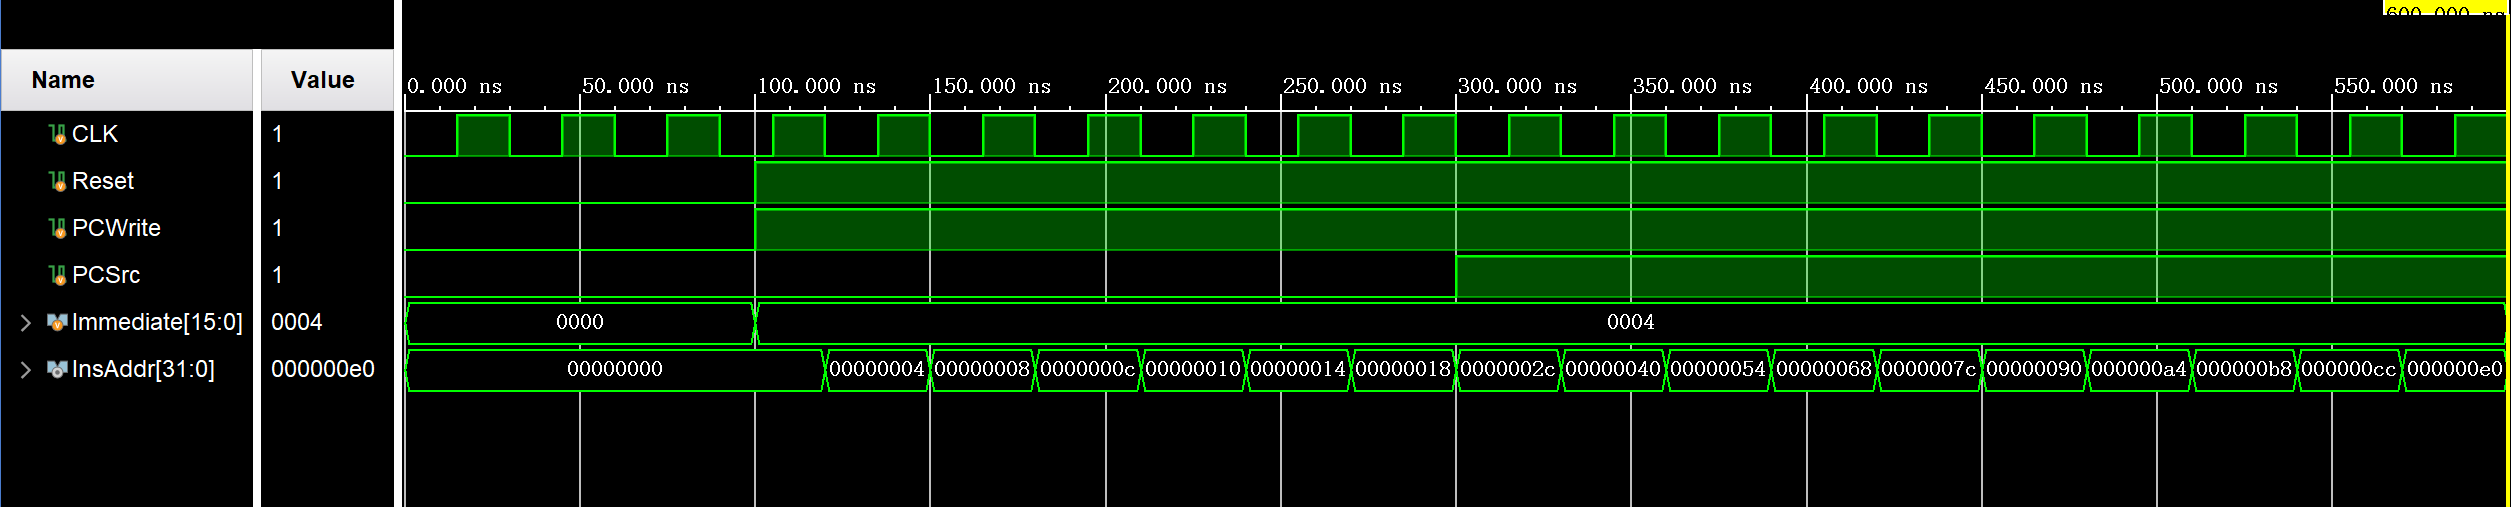 600.000 ns
Name Value
0.000 ns 50.000 ns 100.000 ns 150.000 ns 200.000 ns 250.000 ns 300.000 ns 350.000 ns 400.000 ns 450.000 ns 500.000 ns 550.000 ns
CLK 1
Reset 1
PCWrite 1
PCSrc 1
Immediate[15:0] 0004 0000 0004
InsAddr[31:0] 000000e0 00000000 00000004 00000008 0000000c 00000010 00000014 00000018 0000002c 00000040 00000054 00000068 0000007c 00000090 000000a4 000000b8 000000cc 000000e0